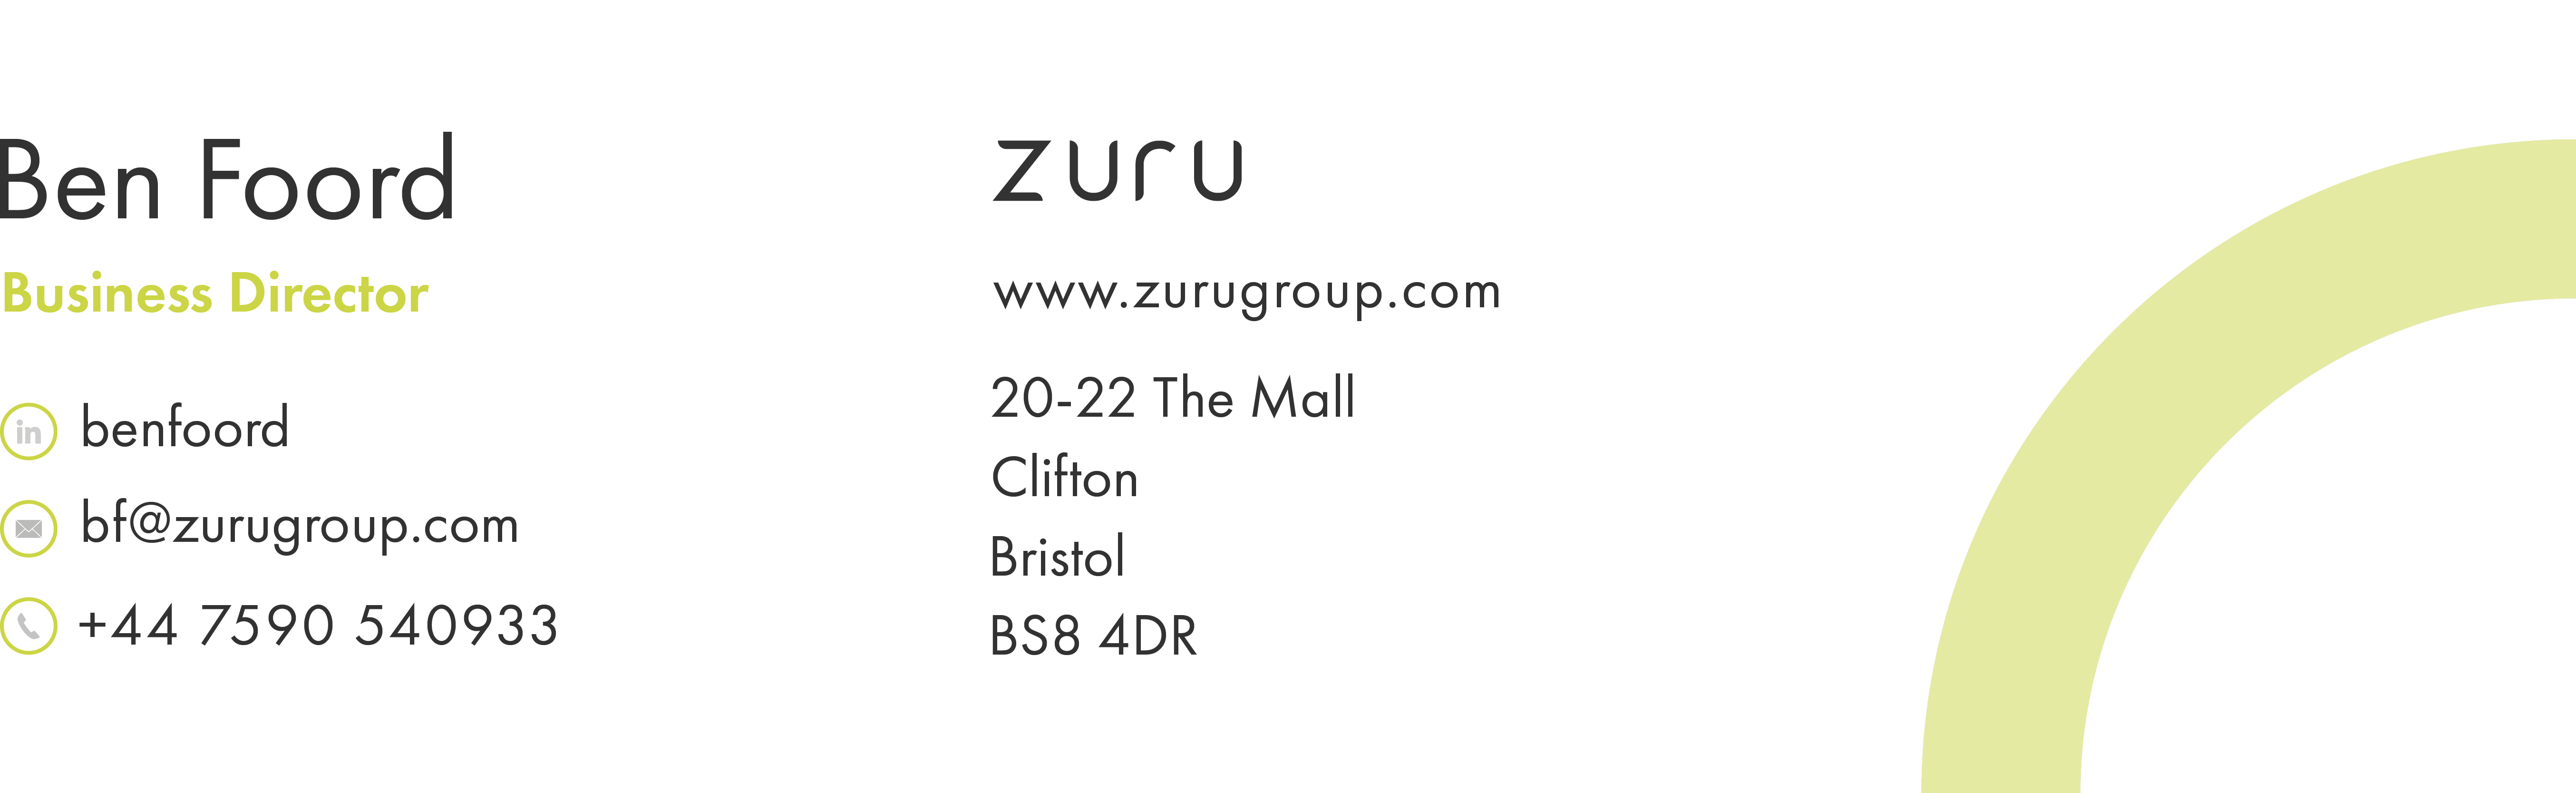 Ben Foord
Business Director
in benfoord
bf@zurugroup.com
+44 7590 540933
zuru
www.zurugroup.com
20-22 The Mall
Clifton
Bristol
BS8 4DR